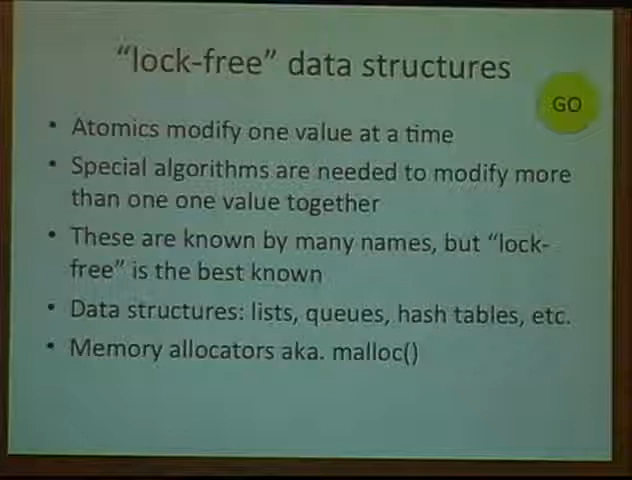 “lock-free” data structures
GO
• Atomics modify one value at a time
• Special algorithms are needed to modify more
than one one value together
• These are known by many names, but “lock-
free” is the best known
• Data structures: lists, queues, hash tables, etc.
• Memory allocators aka. malloc()